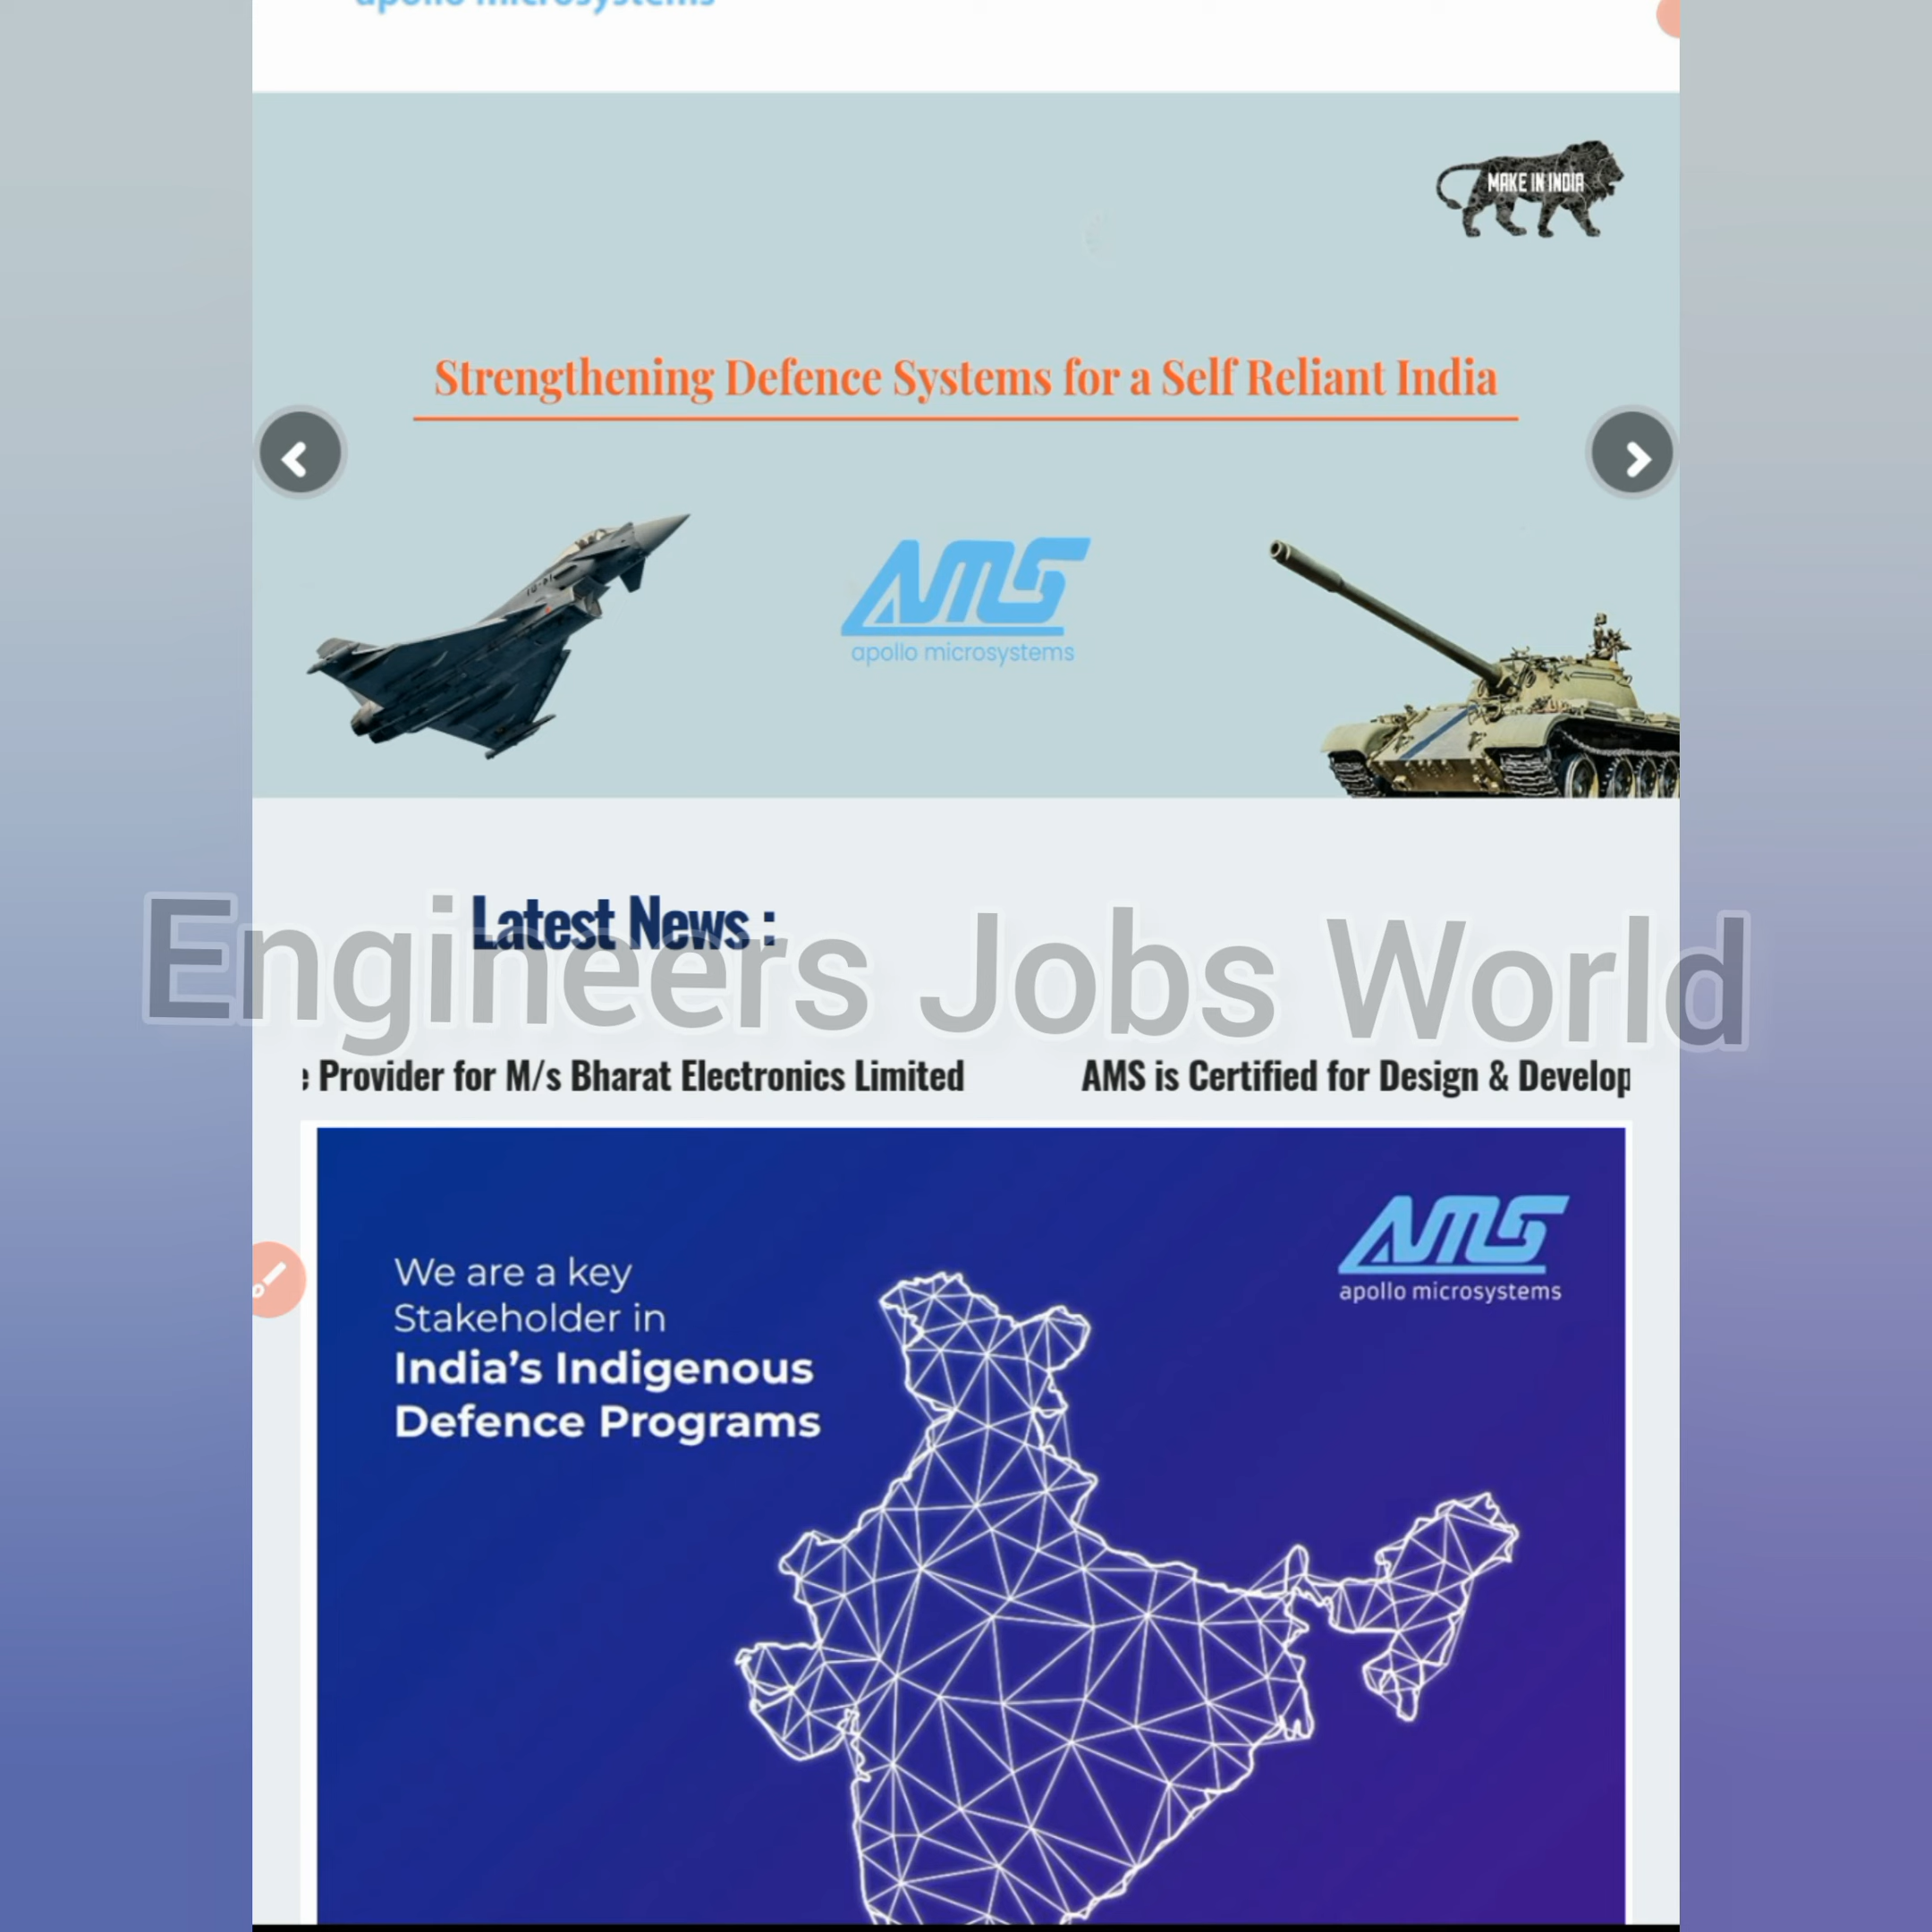 apollo microsystems
MAKE IN INDIA
Strengthening Defence Systems for a Self Reliant India
AMS
apollo microsystems
Latest News :
Engineers Jobs World
Provider for M/s Bharat Electronics Limited AMS is Certified for Design & Develop
AMS
apollo microsystems
We are a key
Stakeholder in
India's Indigenous
Defence Programs